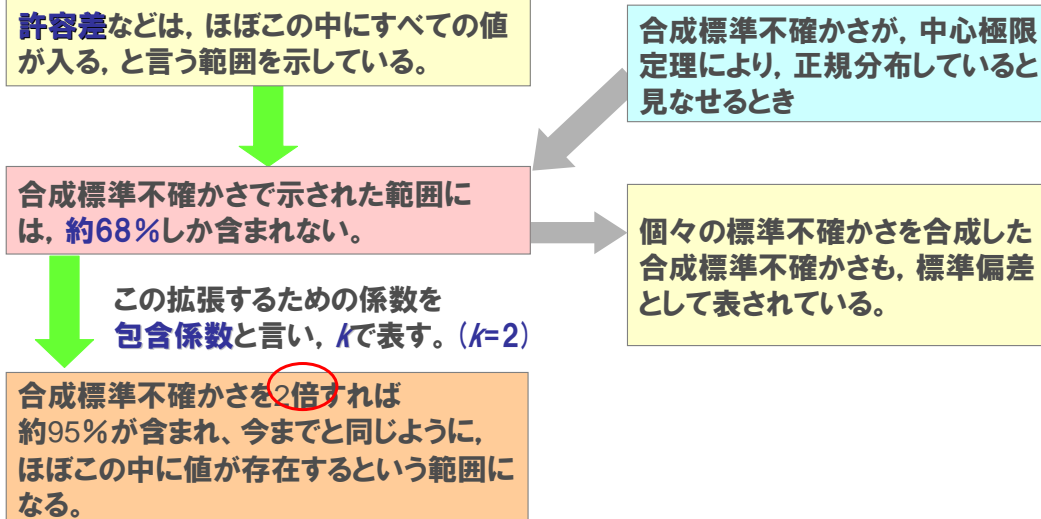 許容差などは，ほぼこの中にすべての値
が入る，と言う範囲を示している。
合成標準不確かさが，中心極限
定理により，正規分布していると
見なせるとき
合成標準不確かさで示された範囲に
は，約68％しか含まれない。
個々の標準不確かさを合成した
合成標準不確かさも，標準偏差
として表されている。
この拡張するための係数を
包含係数と言い，kで表す。（k=2）
合成標準不確かさを2倍すれば
約95％が含まれ、今までと同じように，
ほぼこの中に値が存在するという範囲に
なる。